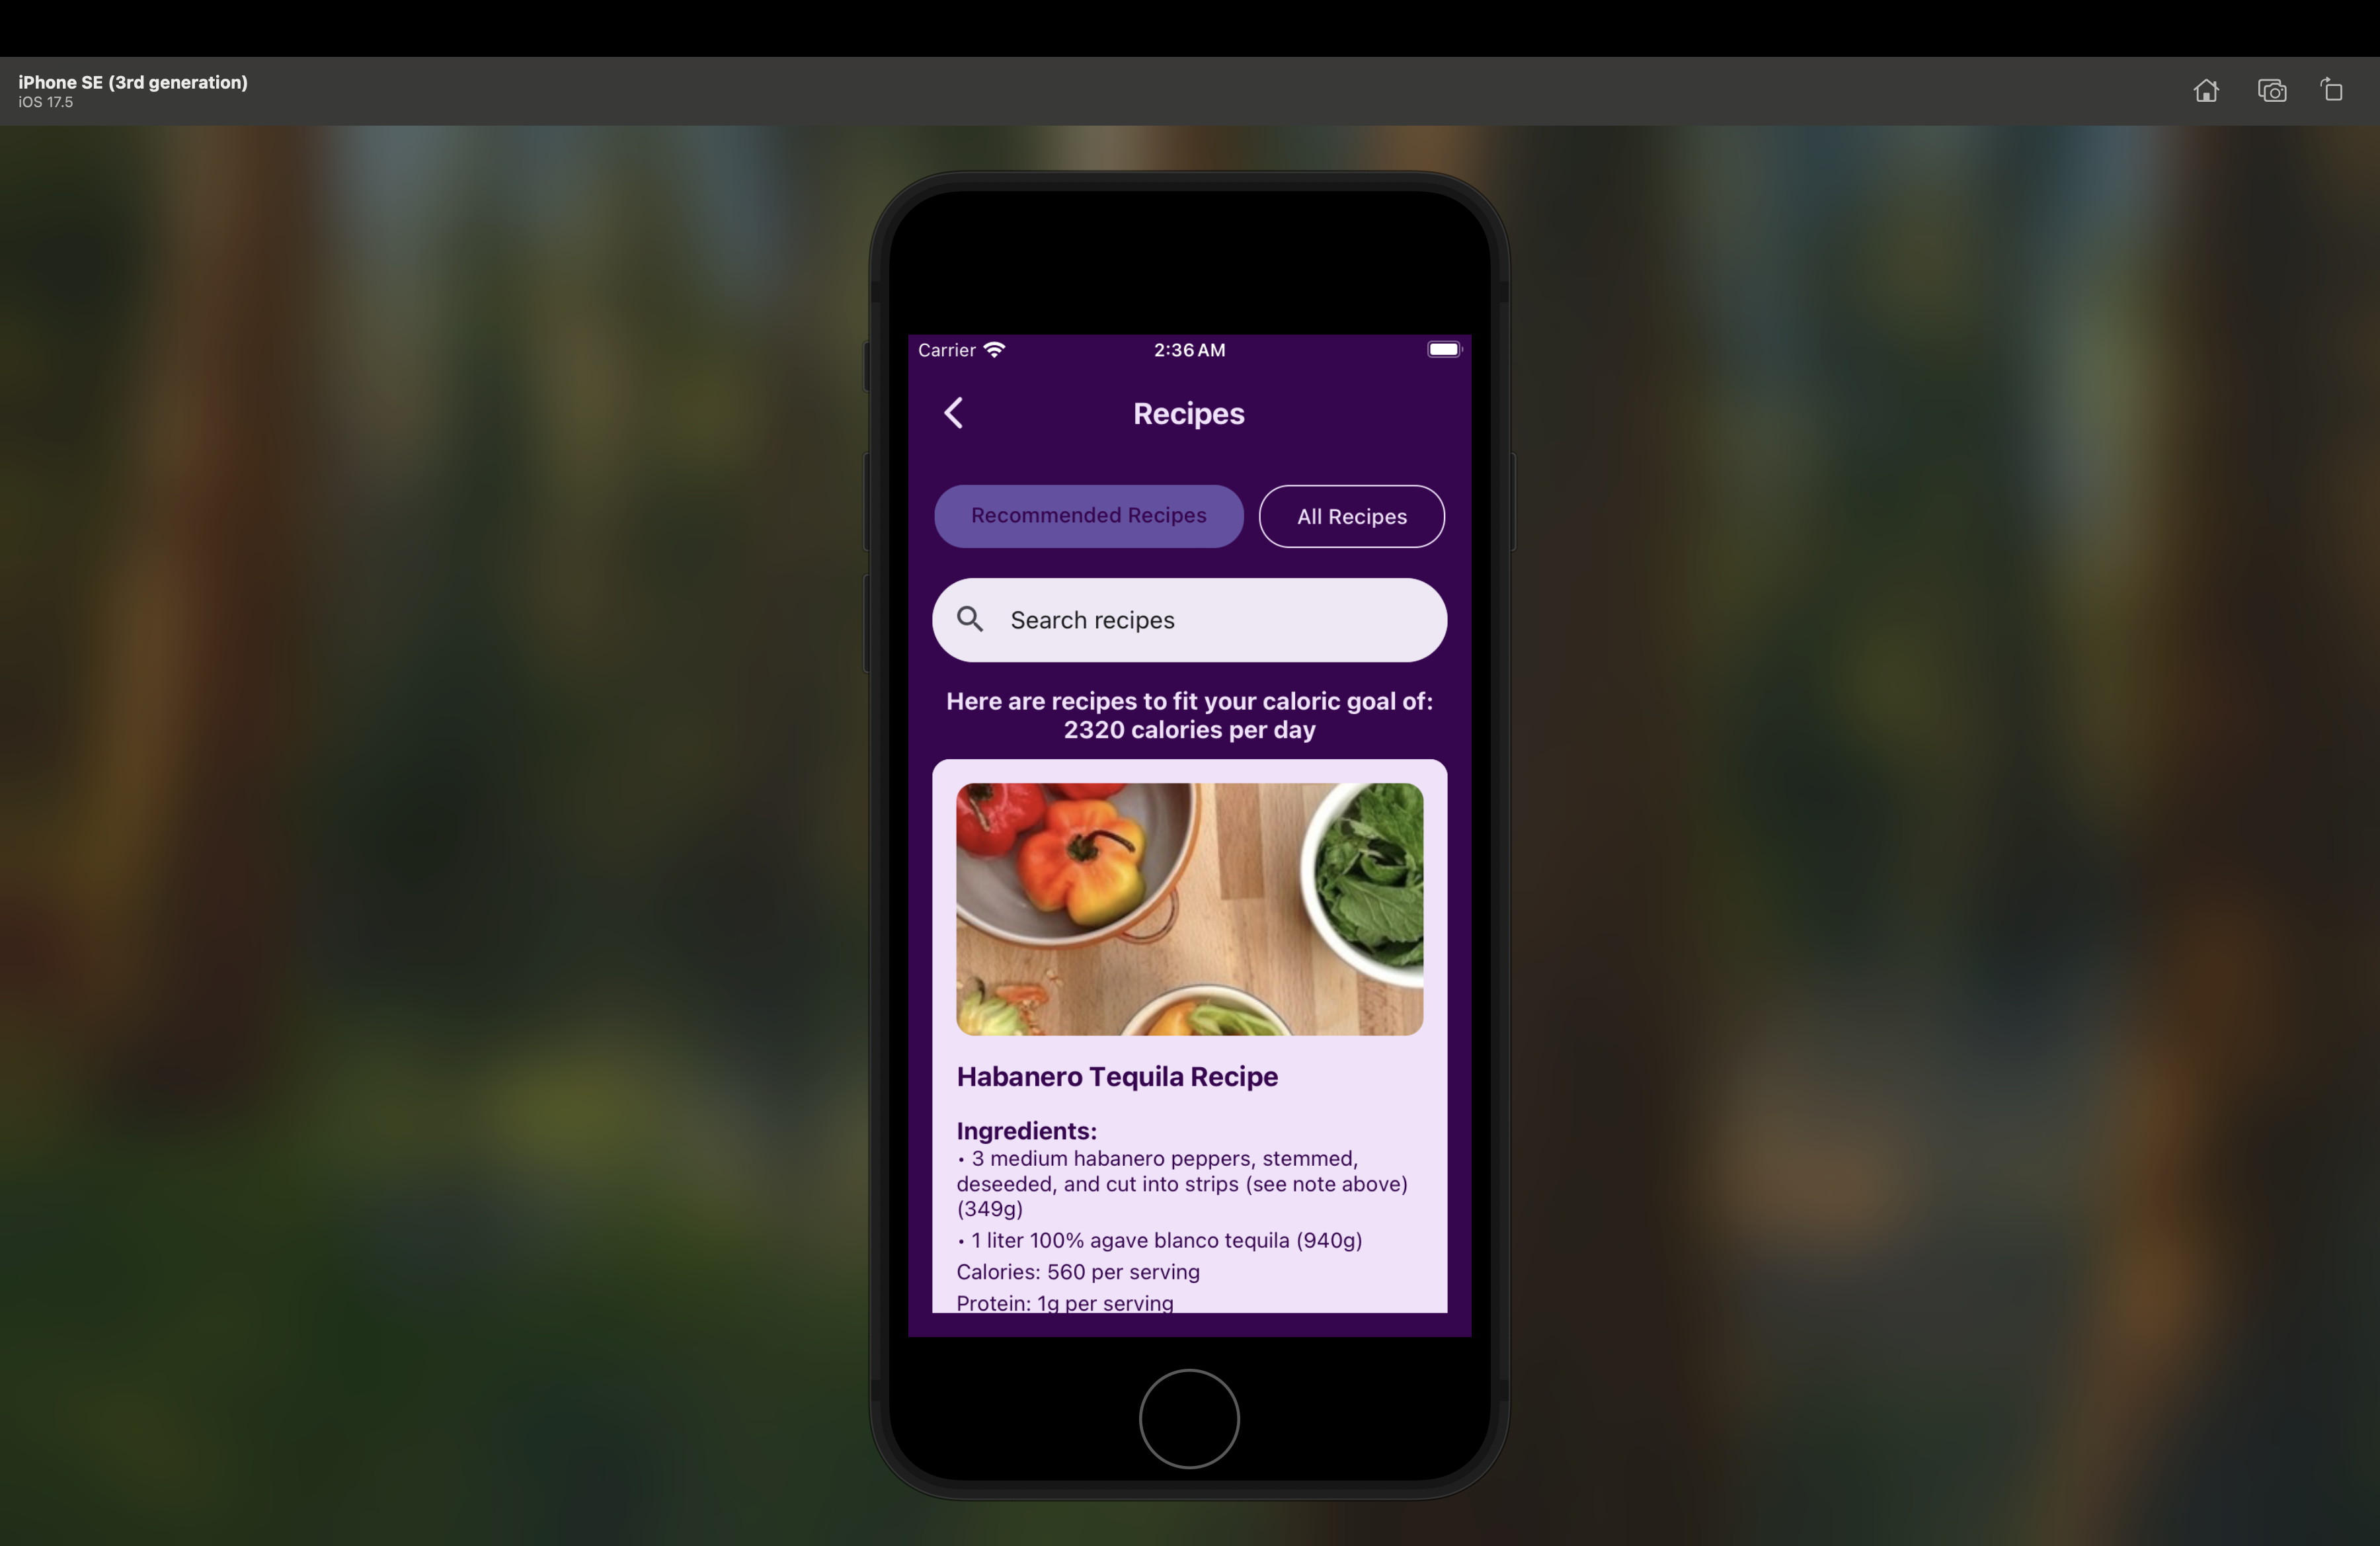 iPhone SE (3rd generation)
iOS 17.5
Carrier 2:36 AM
Recipes
Recommended Recipes All Recipes
Search recipes
Here are recipes to fit your caloric goal of:
2320 calories per day
Habanero Tequila Recipe
Ingredients:
• 3 medium habanero peppers, stemmed,
deseeded, and cut into strips (see note above)
(349g)
• 1 liter 100% agave blanco tequila (940g)
Calories: 560 per serving
Protein: 1g per serving